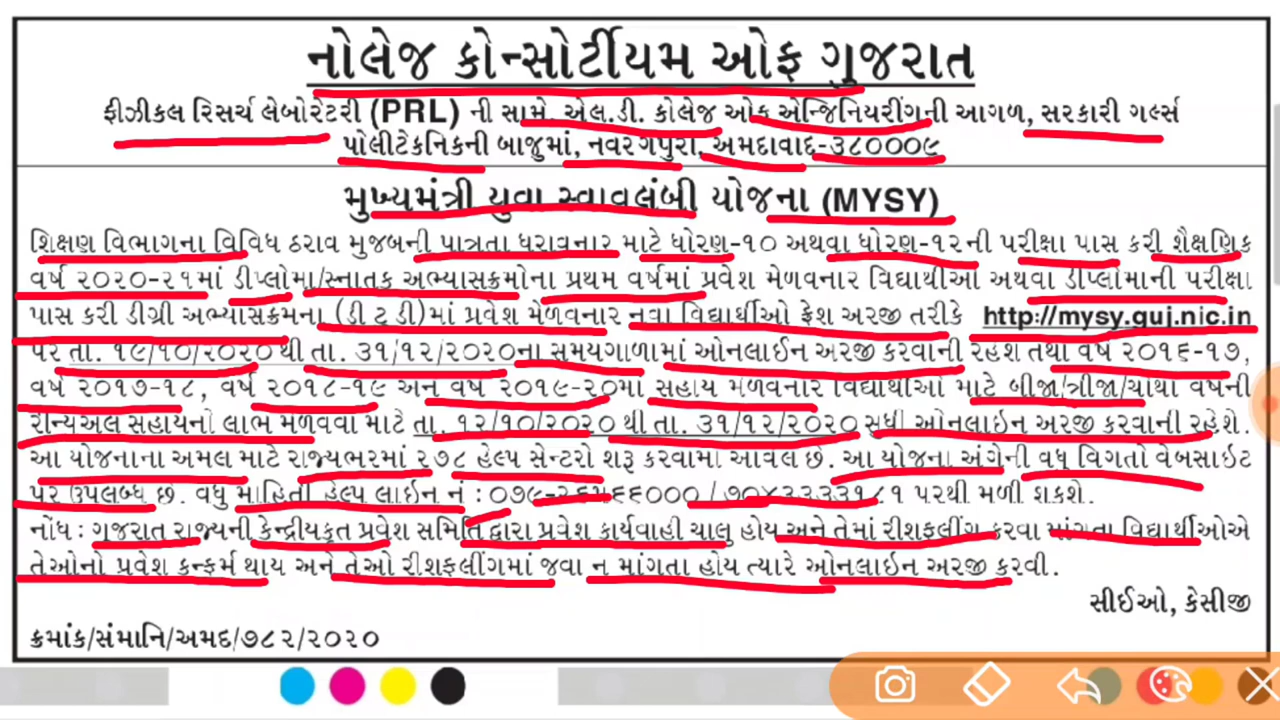 નોલેજ કોન્સોર્ટીયમ ઓફ ગુજરાત
ફીઝીકલ રિસર્ચ લેબોરેટરી (PRL) ની સામે, એલ.ડી. કોલેજ ઓફ એન્જિનિયરીંગની આગળ, સરકારી ગર્લ્સ
પોલીટેકનિકની બાજુમાં, નવરંગપુરા, અમદાવાદ-૩૮૦૦૦૯
મુખ્યમંત્રી યુવા સ્વાવલંબી યોજના (MYSY)
શિક્ષણ વિભાગના વિવિધ ઠરાવ મુજબની પાત્રતા ધરાવનાર માટે ધોરણ-૧૦ અથવા ધોરણ-૧૨ની પરીક્ષા પાસ કરી શૈક્ષણિક
વર્ષ ૨૦૨૦-૨૧માં ડીપ્લોમા/સ્નાતક અભ્યાસક્રમોના પ્રથમ વર્ષમાં પ્રવેશ મેળવનાર વિદ્યાર્થીઓ અથવા ડીપ્લોમાની પરીક્ષા
પાસ કરી ડીગ્રી અભ્યાસક્રમના (ડી ટુ ડી)માં પ્રવેશ મેળવનાર નવા વિદ્યાર્થીઓ ફ્રેશ અરજી તરીકે http://mysy.guj.nic.in
પર તા. ૧૯/૧૦/૨૦૨૦થી તા. ૩૧/૧૨/૨૦૨૦ના સમયગાળામાં ઓનલાઈન અરજી કરવાની રહેશે તથા વર્ષ ૨૦૧૬-૧૭,
વર્ષ ૨૦૧૭-૧૮, વર્ષ ૨૦૧૮-૧૯ અને વર્ષ ૨૦૧૯-૨૦માં સહાય મેળવનાર વિદ્યાર્થીઓ માટે બીજા/ત્રીજા/ચોથા વર્ષની
રીન્યુઅલ સહાયનો લાભ મેળવવા માટે તા. ૧૨/૧૦/૨૦૨૦ થી તા. ૩૧/૧૨/૨૦૨૦ સુધી ઓનલાઇન અરજી કરવાની રહેશે.
આ યોજનાના અમલ માટે રાજ્યભરમાં ૨૭૮ હેલ્પ સેન્ટરો શરૂ કરવામાં આવેલ છે. આ યોજના અંગેની વધુ વિગતો વેબસાઇટ
પર ઉપલબ્ધ છે. વધુ માહિતી હેલ્પ લાઈન નં : / ૭૦૪૩૩૩૩૧૮૧ પરથી મળી શકશે.
નોંધ : ગુજરાત રાજ્યની કેન્દ્રીયકૃત પ્રવેશ સમિતિ દ્વારા પ્રવેશ કાર્યવાહી ચાલુ હોય અને તેમાં રીશફલીંગ કરવા માંગતા વિદ્યાર્થીઓએ
તેઓનો પ્રવેશ કન્ફર્મ થાય અને તેઓ રીશફલીંગમાં જવા ન માંગતા હોય ત્યારે ઓનલાઇન અરજી કરવી.
સીઈઓ, કેસીજી
ક્રમાંક/સંમાનિ/અમદ/૭૮૨/૨૦૨૦